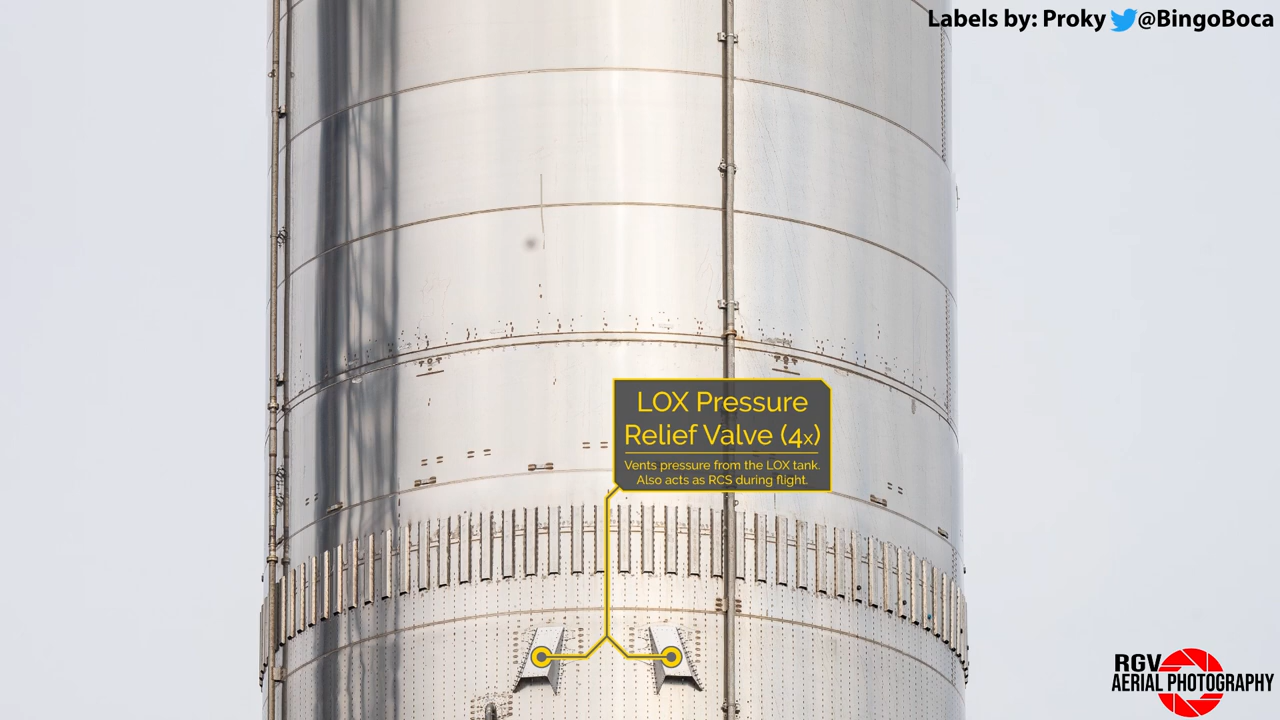 Labels by: Proky @BingoBoca
LOX Pressure
Relief Valve (4x)
Vents pressure from the LOX tank.
Also acts as RCS during flight.
RGV
AERIAL PHOTOGRAPHY